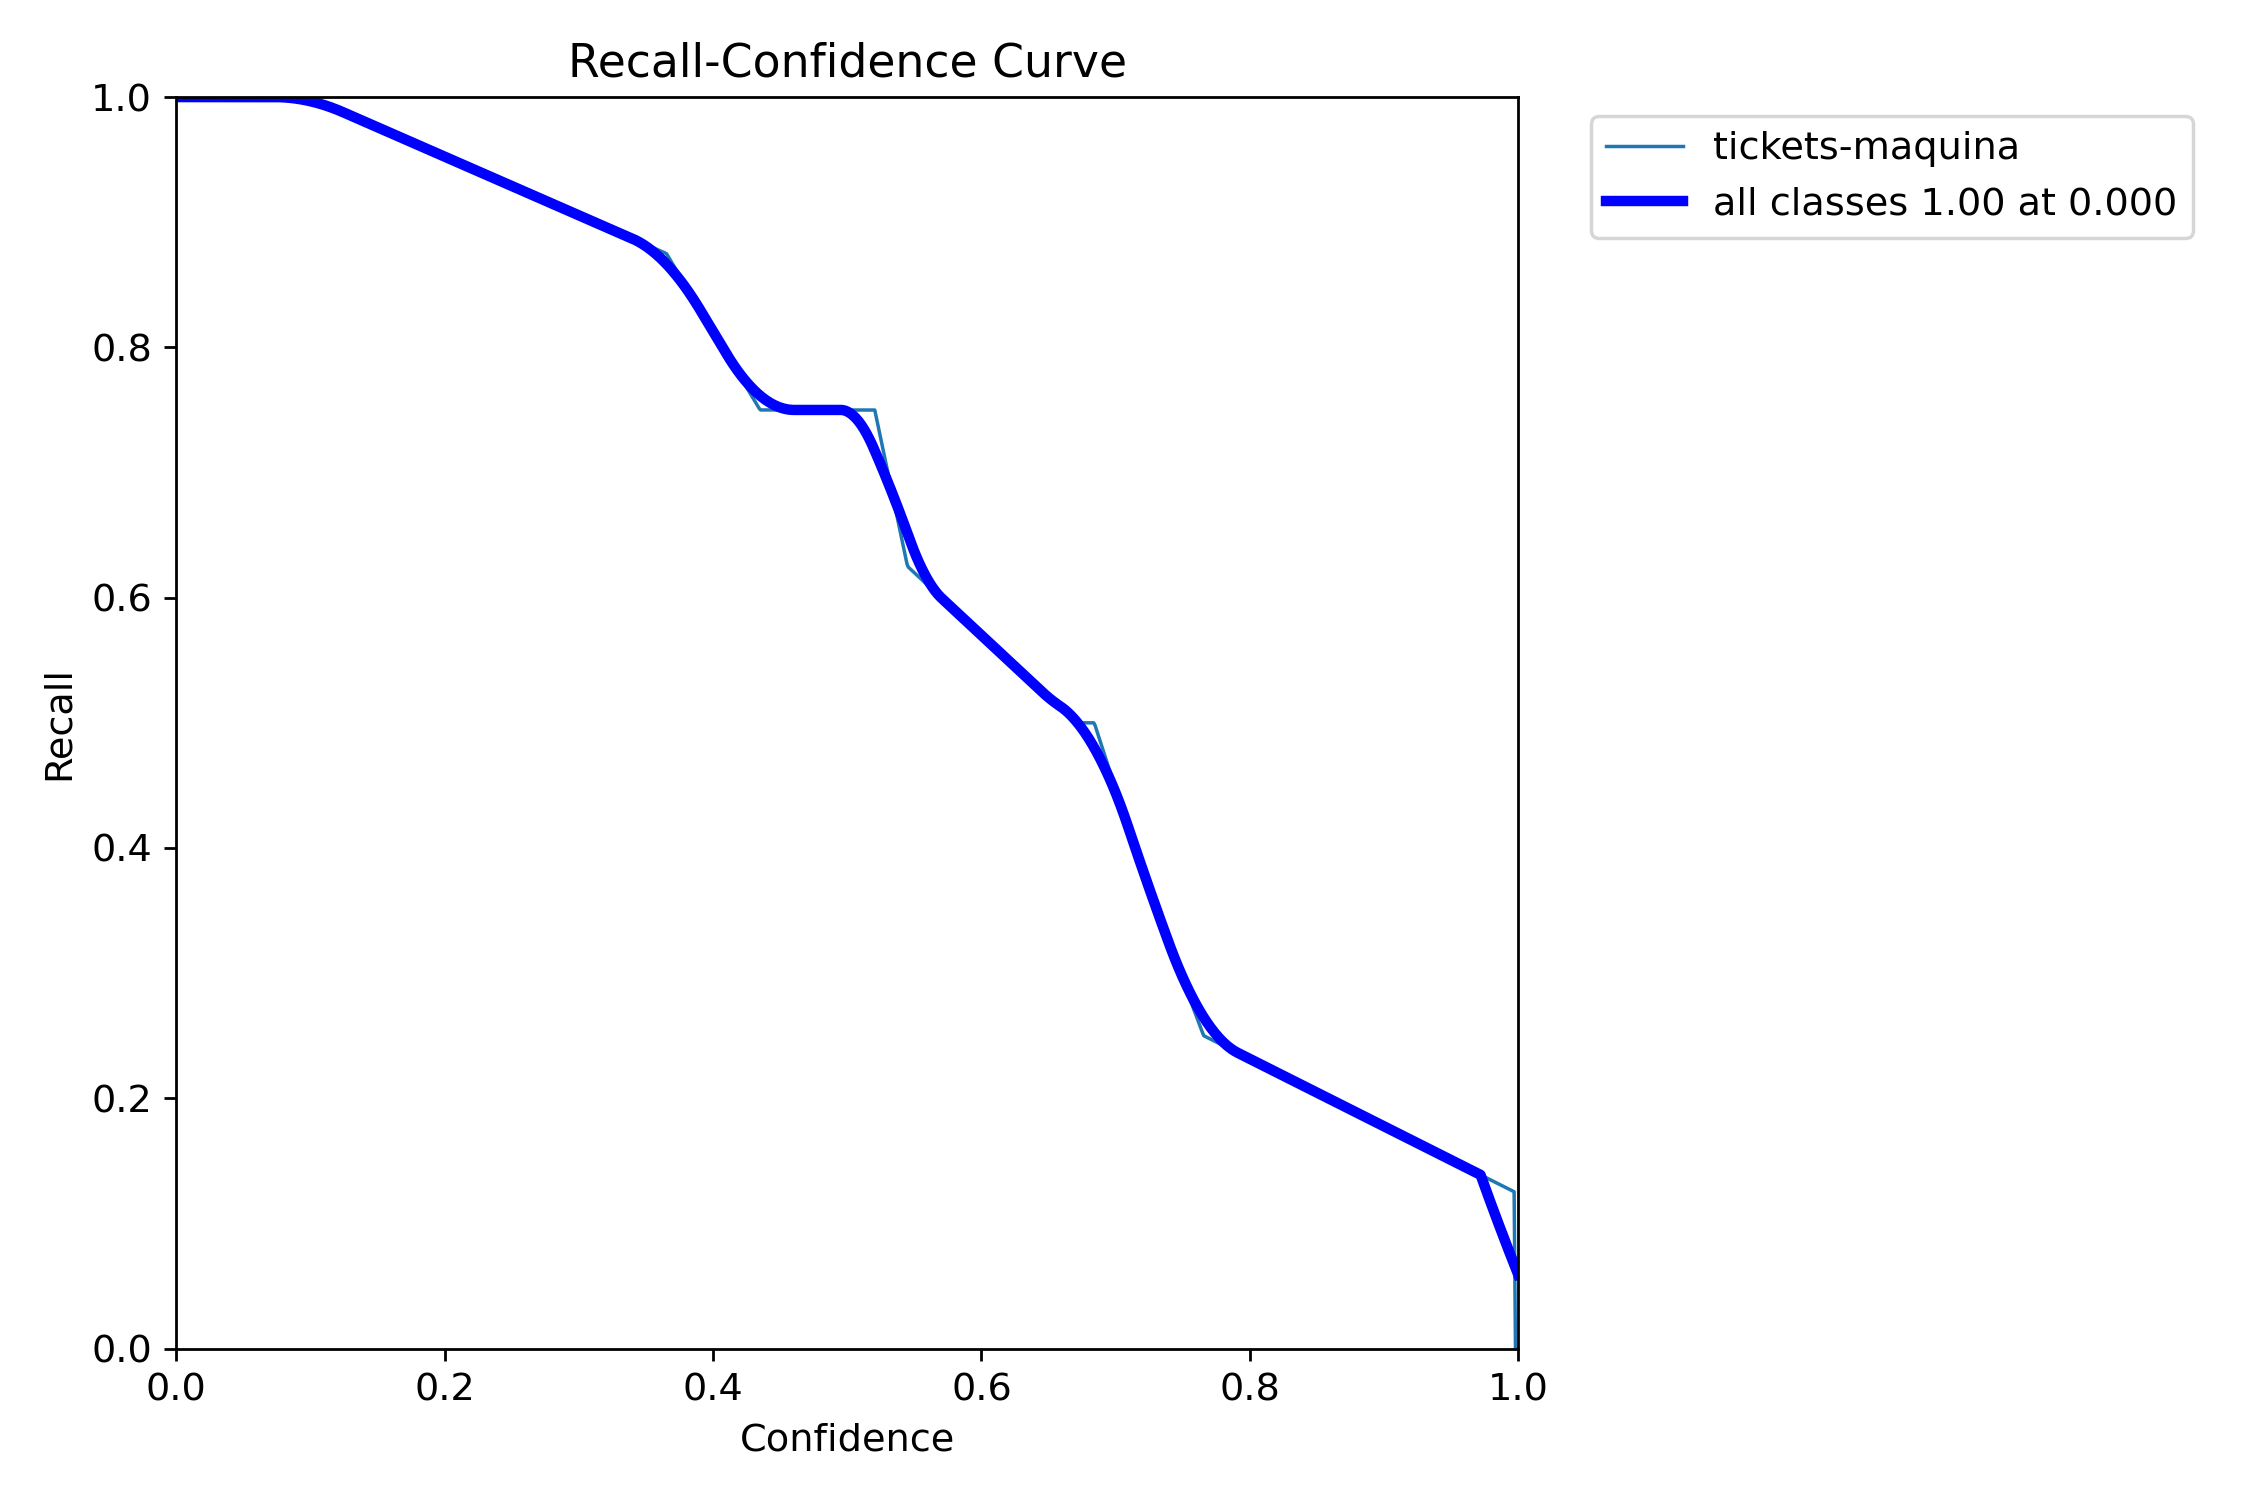 Recall-Confidence Curve
1.0
0.8
0.6
0.4
0.2
0.0
Recall
0.0 0.2 0.4 0.6 0.8 1.0
Confidence
tickets-maquina
all classes 1.00 at 0.000